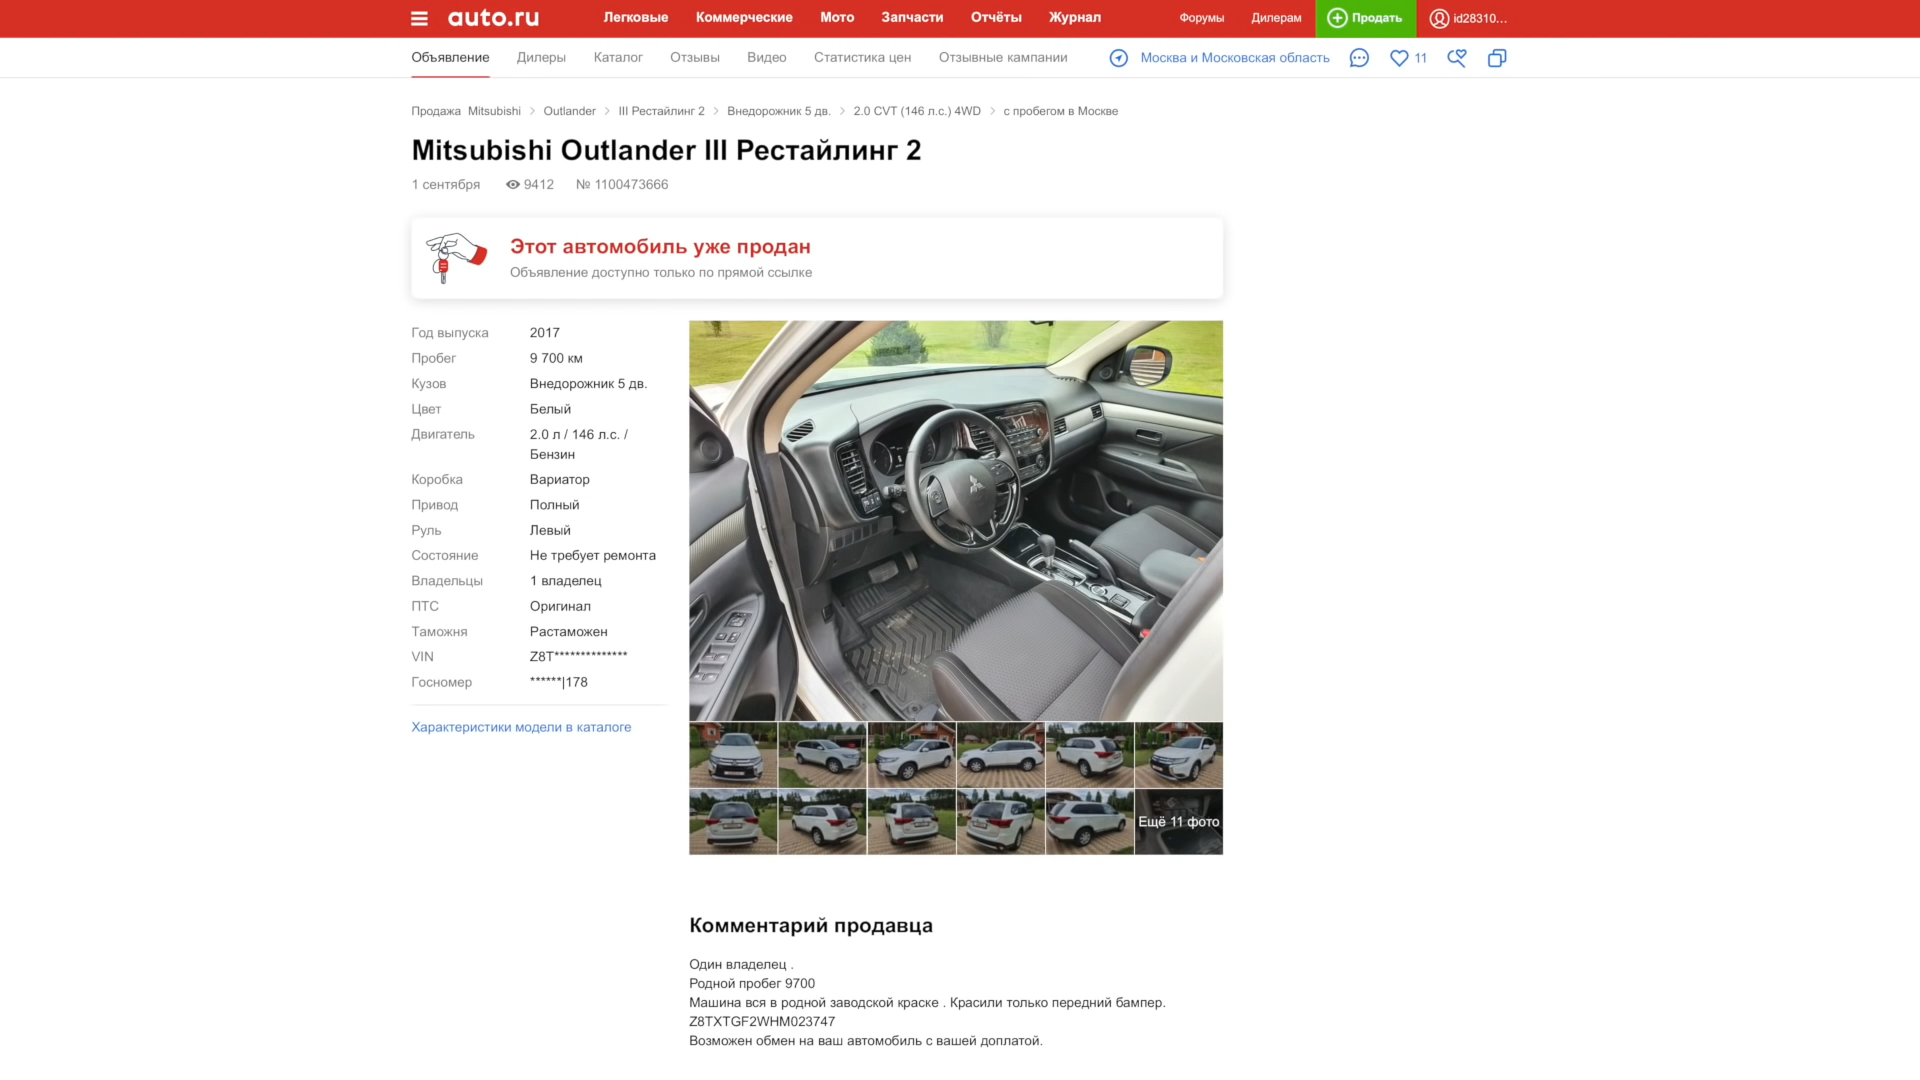 auto.ru
Легковые Коммерческие Мото Запчасти Отчёты Журнал Форумы Дилерам Продать id28310...
Объявление Дилеры Каталог Отзывы Видео Статистика цен Отзывные кампании Москва и Московская область 11
Продажа Mitsubishi Outlander III Рестайлинг 2 Внедорожник 5 дв. 2.0 CVT (146 л.с.) 4WD с пробегом в Москве
Mitsubishi Outlander III Рестайлинг 2
1 сентября 9412 № 1100473666
Этот автомобиль уже продан
Объявление доступно только по прямой ссылке
Год выпуска 2017
Пробег 9 700 км
Кузов Внедорожник 5 дв.
Цвет Белый
Двигатель 2.0 л / 146 л.с. /
Бензин
Коробка Вариатор
Привод Полный
Руль Левый
Состояние Не требует ремонта
Владельцы 1 владелец
ПТС Оригинал
Таможня Растаможен
VIN Z8T**************
Госномер ******|178
Характеристики модели в каталоге
Ещё 11 фото
Комментарий продавца
Один владелец .
Родной пробег 9700
Машина вся в родной заводской краске . Красили только передний бампер.
Z8TXTGF2WHM023747
Возможен обмен на ваш автомобиль с вашей доплатой.